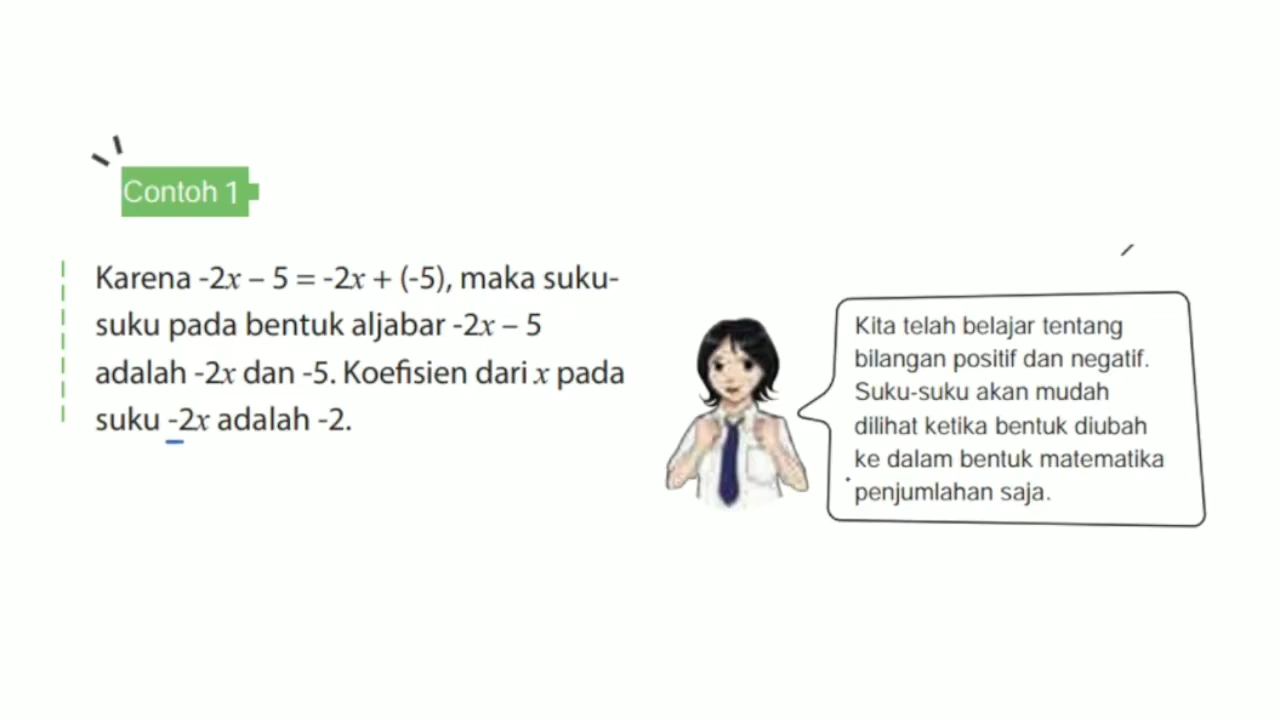 Contoh 1
Karena -2x – 5 = -2x + (-5), maka suku-
suku pada bentuk aljabar -2x – 5
adalah -2x dan -5. Koefisien dari x pada
suku -2x adalah -2.
Kita telah belajar tentang
bilangan positif dan negatif.
Suku-suku akan mudah
dilihat ketika bentuk diubah
ke dalam bentuk matematika
penjumlahan saja.